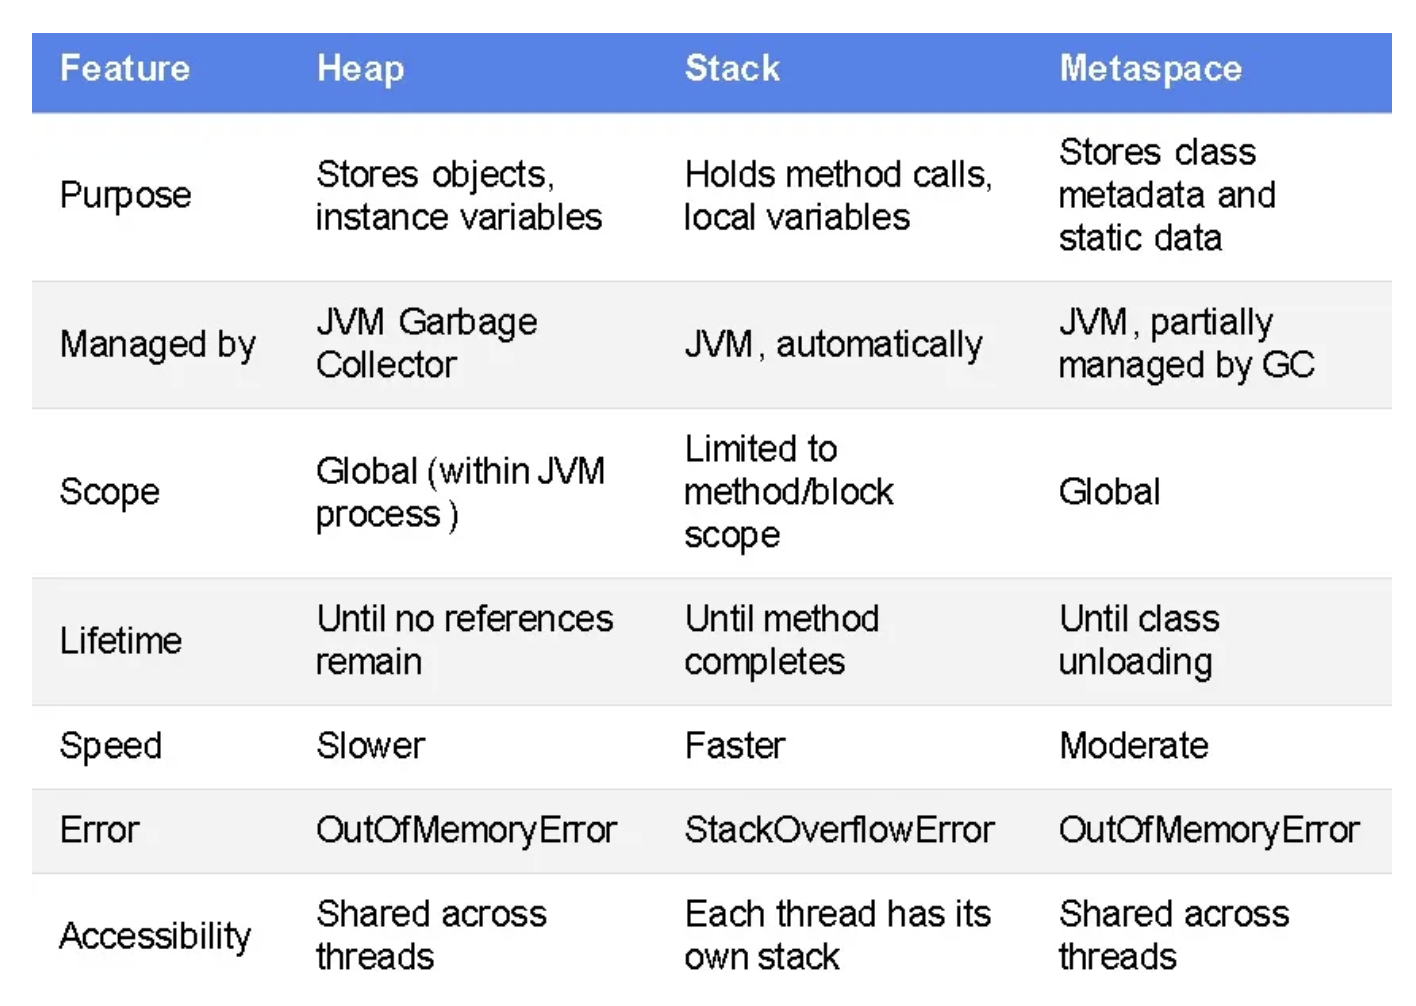 Feature Heap Stack Metaspace
Purpose
Stores objects,
instance variables
Holds method calls,
local variables
Stores class
metadata and
static data
Managed by
JVM Garbage
Collector
JVM, automatically
JVM, partially
managed by GC
Scope
Global (within JVM
process)
Limited to
method/block
scope
Global
Lifetime
Until no references
remain
Until method
completes
Until class
unloading
Speed Slower Faster Moderate
Error OutOfMemoryError StackOverflowError OutOfMemoryError
Accessibility
Shared across
threads
Each thread has its
own stack
Shared across
threads